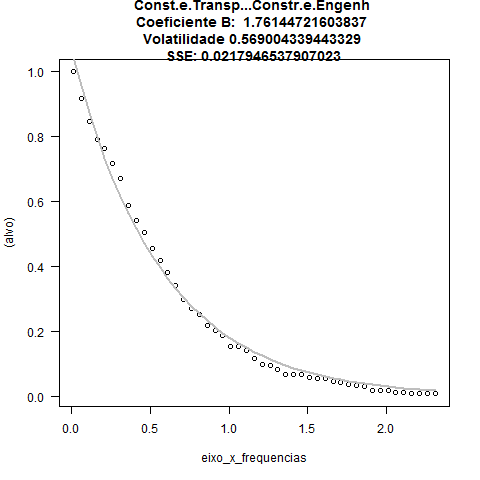 Const.e.Transp...Constr.e.Engenh
Coeficiente B:  1.76144721603837
Volatilidade 0.569004339443329
SSE: 0.0217946537907023
1.0
0.8
0.6
0.4
0.2
0.0
(alvo)
0.0 0.5 1.0 1.5 2.0
eixo_x_frequencias